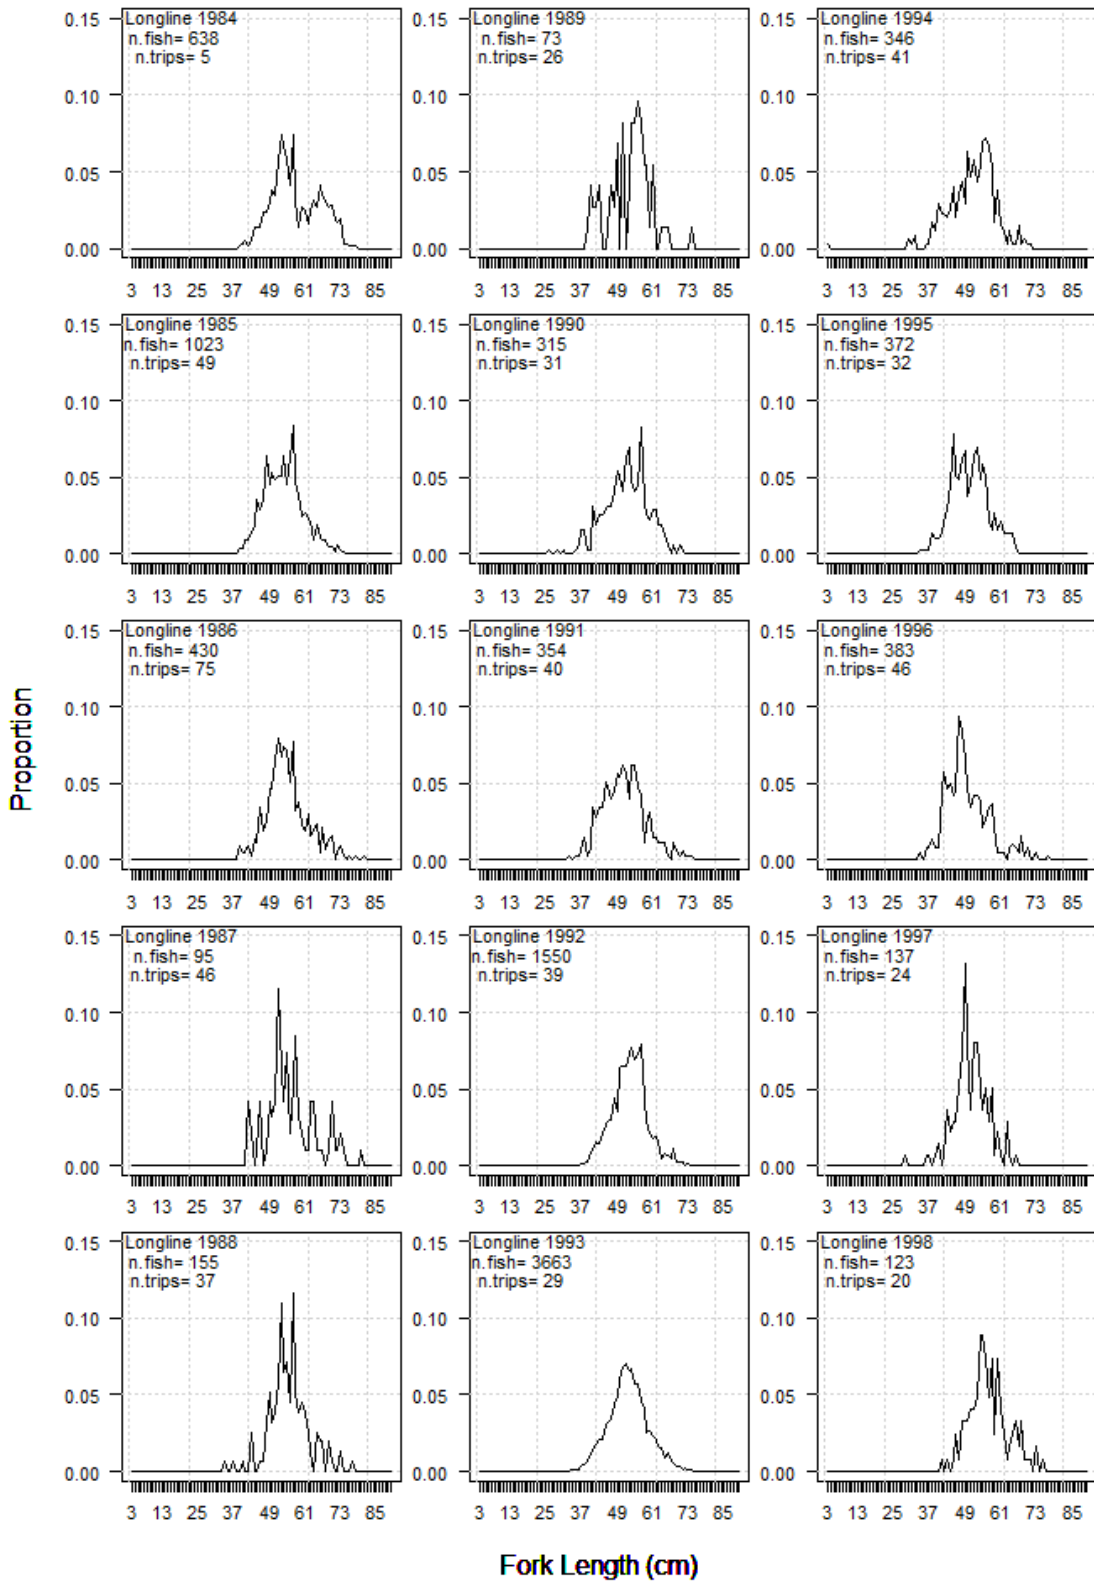 Longline 1984
n.fish= 638
n.trips= 5
Longline 1989
n.fish= 73
n.trips= 26
Longline 1994
n.fish= 346
n.trips= 41
0.15
0.10
0.05
0.00
0.15
0.10
0.05
0.00
0.15
0.10
0.05
0.00
3 13 25 37 49 61 73 85
3 13 25 37 49 61 73 85
3 13 25 37 49 61 73 85
Longline 1985
n.fish= 1023
n.trips= 49
Longline 1990
n.fish= 315
n.trips= 31
Longline 1995
n.fish= 372
n.trips= 32
0.15
0.10
0.05
0.00
0.15
0.10
0.05
0.00
0.15
0.10
0.05
0.00
3 13 25 37 49 61 73 85
3 13 25 37 49 61 73 85
3 13 25 37 49 61 73 85
Longline 1986
n.fish= 430
n.trips= 75
Longline 1991
n.fish= 354
n.trips= 40
Longline 1996
n.fish= 383
n.trips= 46
0.15
0.10
0.05
0.00
0.15
0.10
0.05
0.00
0.15
0.10
0.05
0.00
3 13 25 37 49 61 73 85
3 13 25 37 49 61 73 85
3 13 25 37 49 61 73 85
Proportion
Longline 1987
n.fish= 95
n.trips= 46
Longline 1992
n.fish= 1550
n.trips= 39
Longline 1997
n.fish= 137
n.trips= 24
0.15
0.10
0.05
0.00
0.15
0.10
0.05
0.00
0.15
0.10
0.05
0.00
3 13 25 37 49 61 73 85
3 13 25 37 49 61 73 85
3 13 25 37 49 61 73 85
Longline 1988
n.fish= 155
n.trips= 37
Longline 1993
n.fish= 3663
n.trips= 29
Longline 1998
n.fish= 123
n.trips= 20
0.15
0.10
0.05
0.00
0.15
0.10
0.05
0.00
0.15
0.10
0.05
0.00
3 13 25 37 49 61 73 85
3 13 25 37 49 61 73 85
3 13 25 37 49 61 73 85
Fork Length (cm)